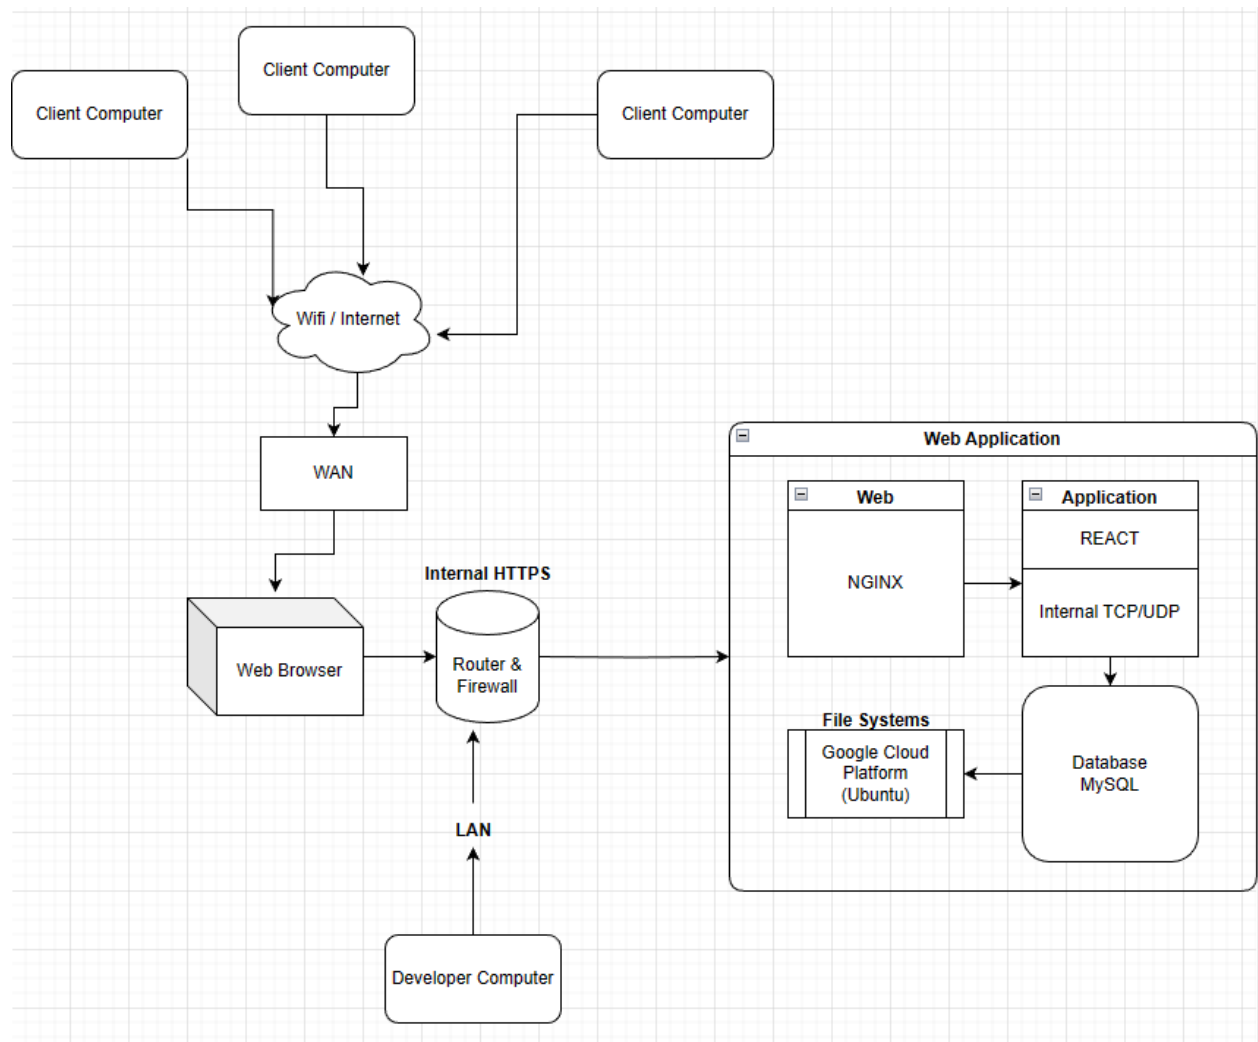 Client Computer
Client Computer
Client Computer
Wifi / Internet
WAN
Web Browser
Internal HTTPS
Router &
Firewall
LAN
Developer Computer
Web Application
Web
NGINX
Application
REACT
Internal TCP/UDP
Database
MySQL
File Systems
Google Cloud
Platform
(Ubuntu)